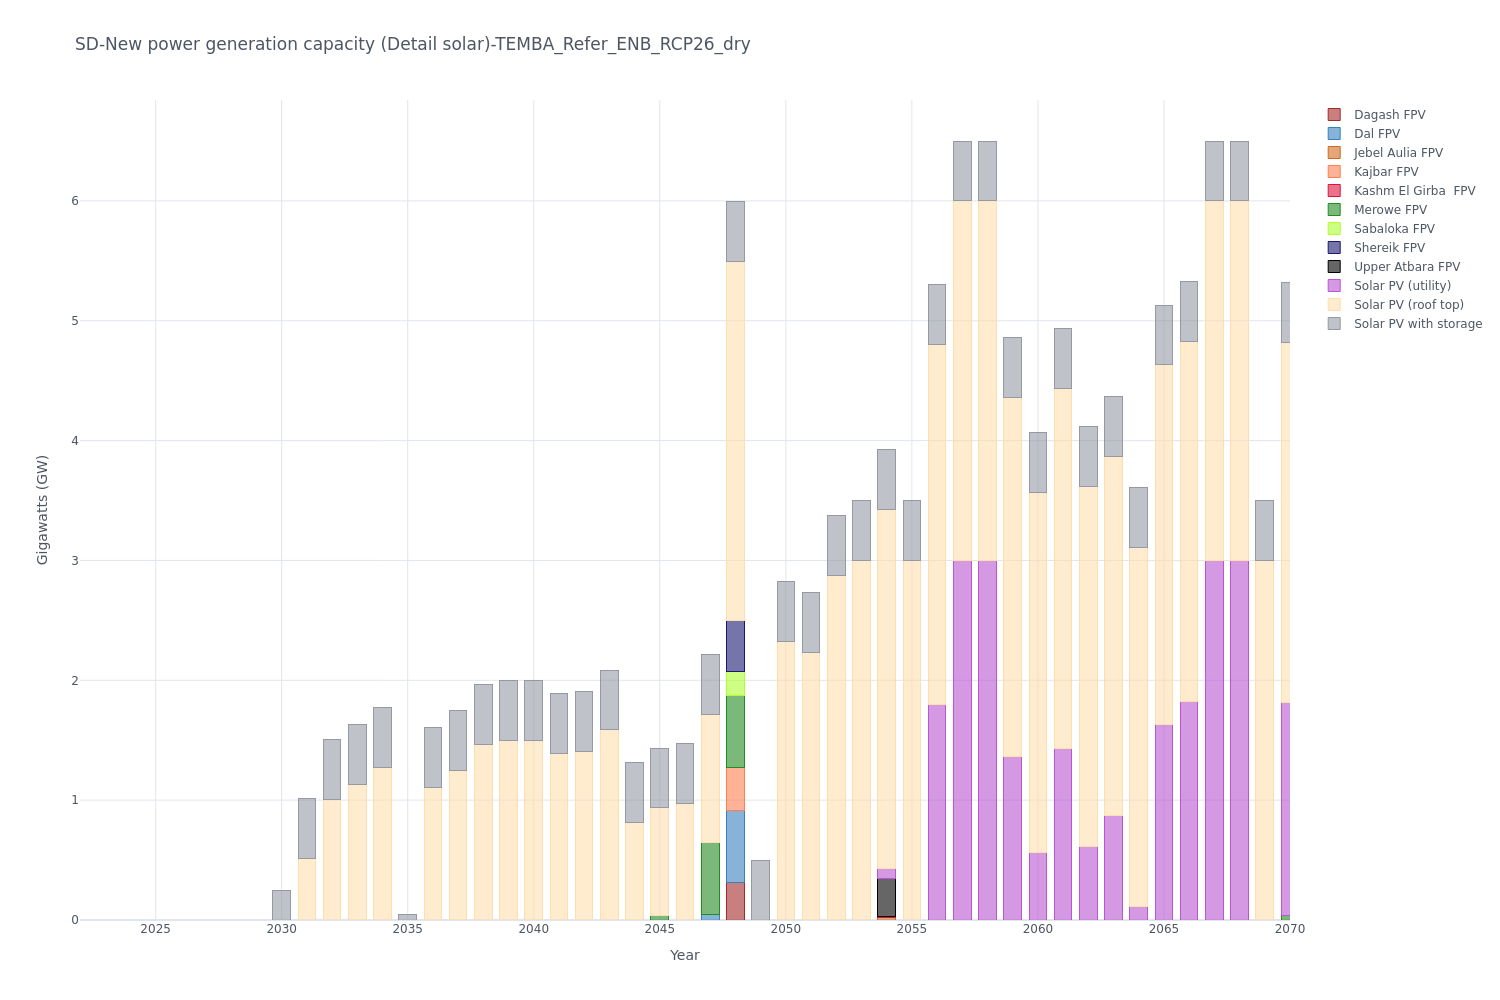 SD-New power generation capacity (Detail solar)-TEMBA_Refer_ENB_RCP26_dry
Dagash FPV
Dal FPV
Jebel Aulia FPV
Kajbar FPV
Kashm El Girba  FPV
Merowe FPV
Sabaloka FPV
Shereik FPV
Upper Atbara FPV
Solar PV (utility)
Solar PV (roof top)
Solar PV with storage
Gigawatts (GW)
6
5
4
3
2
1
0
2025 2030 2035 2040 2045 2050 2055 2060 2065 2070
Year